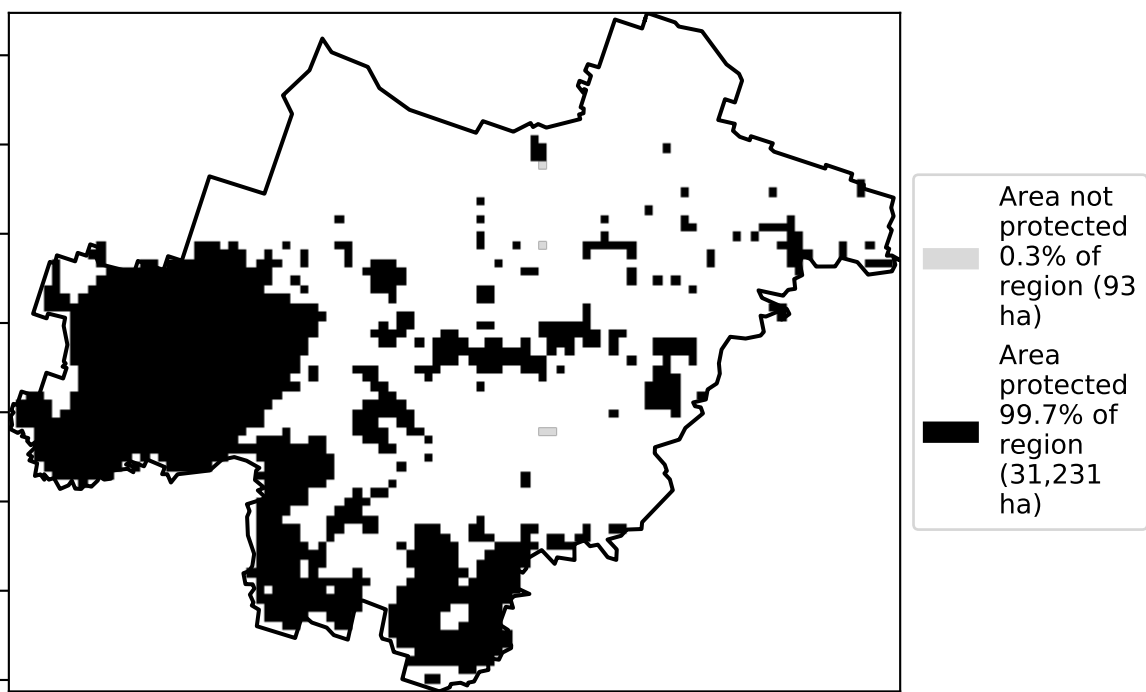 Area not
protected
0.3% of
region (93
ha)
Area
protected
99.7% of
region
(31,231
ha)